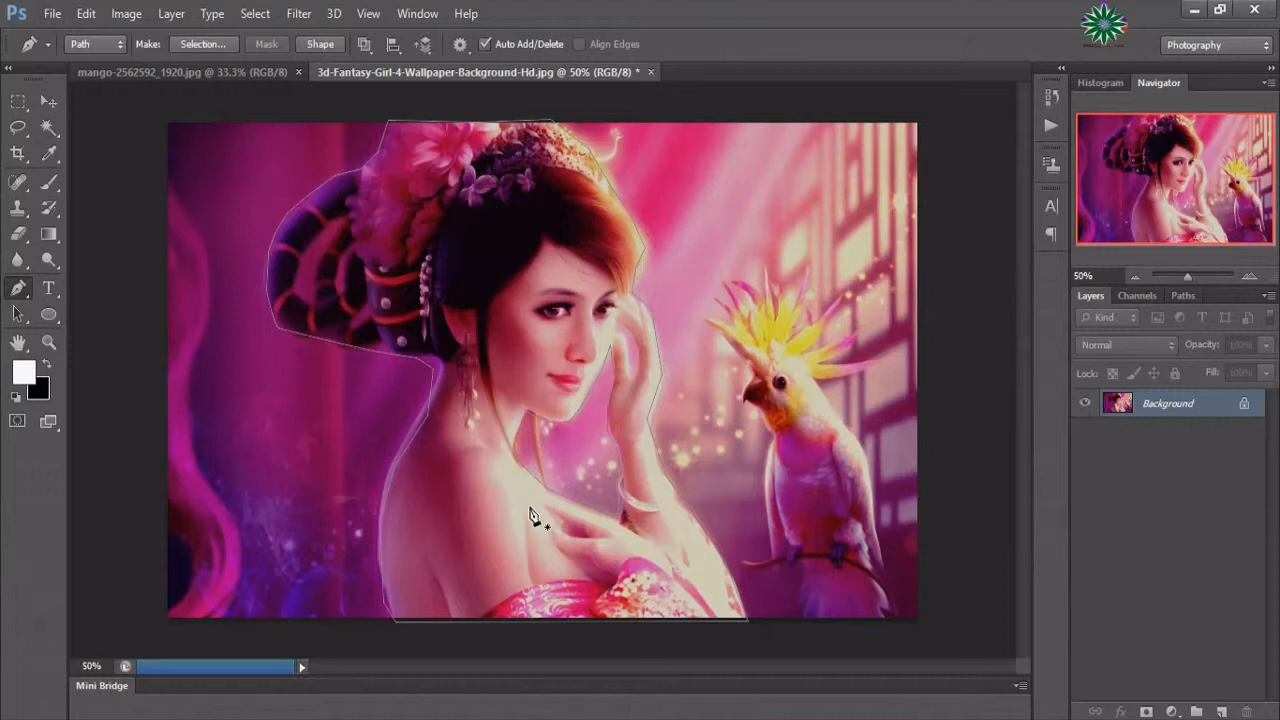 Ps File Edit Image Layer Type Select Filter 3D View Window Help
Path Make: Selection... Mask Shape Auto Add/Delete Align Edges Photography
mango-2562592_1920.jpg @ 33.3% (RGB/8) × 3d-Fantasy-Girl-4-Wallpaper-Background-Hd.jpg @ 50% (RGB/8) * ×
Histogram Navigator
50%
Layers Channels Paths
Kind
Normal Opacity: 100%
Lock: Fill: 100%
Background
50%
Mini Bridge